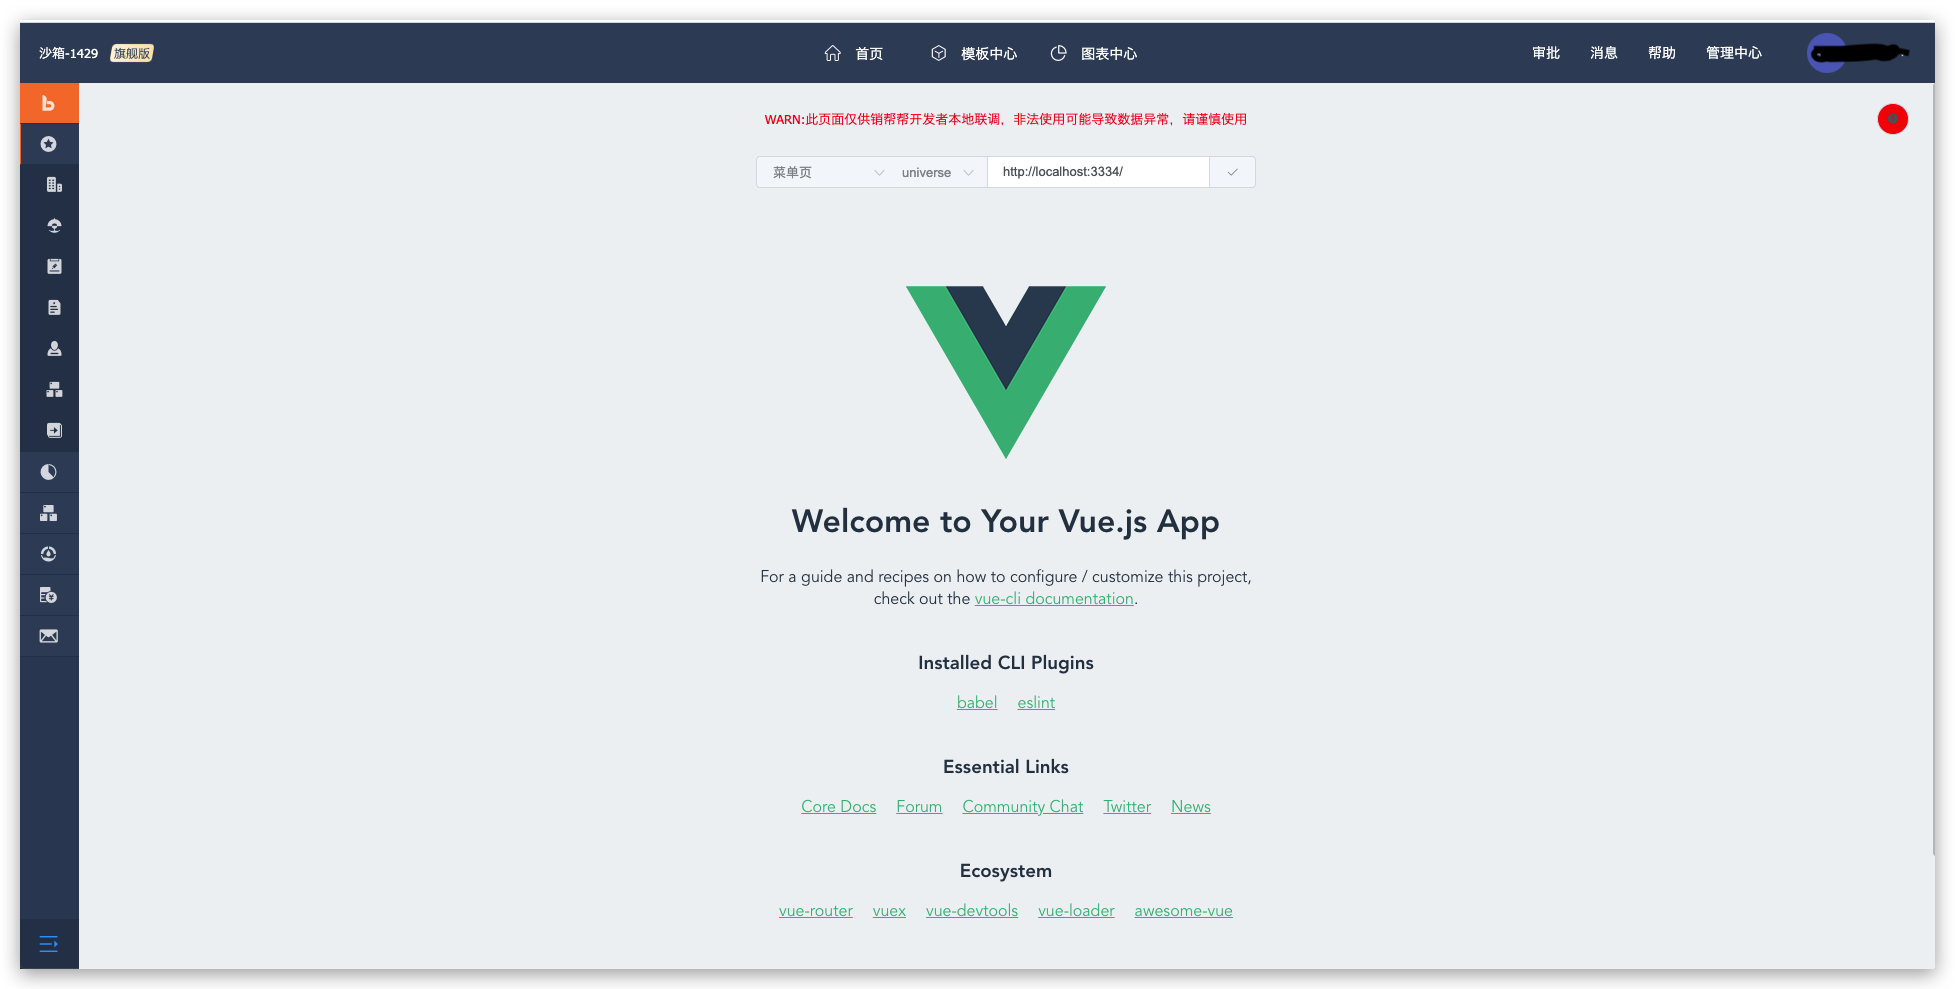 沙箱-1429 旗舰版 首页 模板中心 图表中心 审批 消息 帮助 管理中心
WARN:此页面仅供销帮帮开发者本地联调，非法使用可能导致数据异常，请谨慎使用
菜单页 universe http://localhost:3334/
Welcome to Your Vue.js App
For a guide and recipes on how to configure / customize this project,
check out the vue-cli documentation.
Installed CLI Plugins
babel eslint
Essential Links
Core Docs Forum Community Chat Twitter News
Ecosystem
vue-router vuex vue-devtools vue-loader awesome-vue